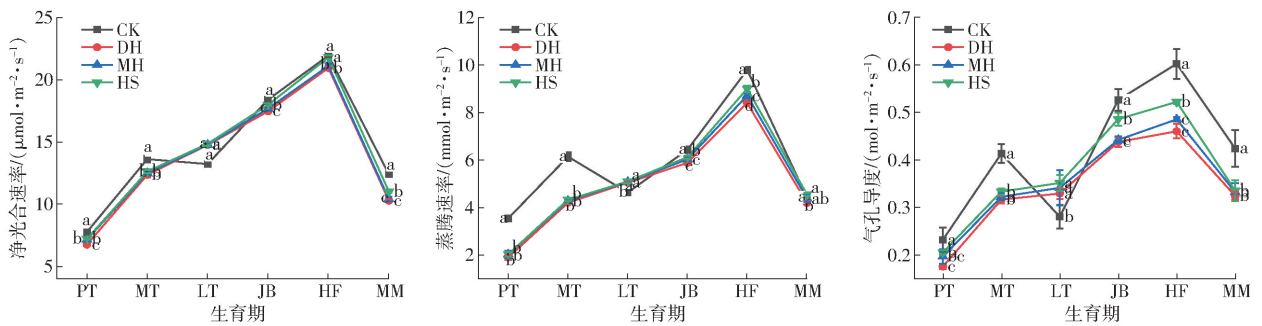 净光合速率/(μmol·m⁻²·s⁻¹)
25
20
15
10
5
CK
DH
MH
HS
a
b
b
c
a
b
b
a
a
a
b
b
c
a
a
a
b
b
a
b
c
c
PT MT LT JB HF MM
生育期
蒸腾速率/(mmol·m⁻²·s⁻¹)
12
10
8
6
4
2
CK
DH
MH
HS
a
b
b
b
a
b
b
a
a
a
b
c
c
a
b
c
d
a
a
ab
PT MT LT JB HF MM
生育期
气孔导度/(mol·m⁻²·s⁻¹)
0.7
0.6
0.5
0.4
0.3
0.2
CK
DH
MH
HS
a
b
bc
c
a
b
b
a
a
a
b
a
b
c
c
a
b
c
c
a
b
b
PT MT LT JB HF MM
生育期